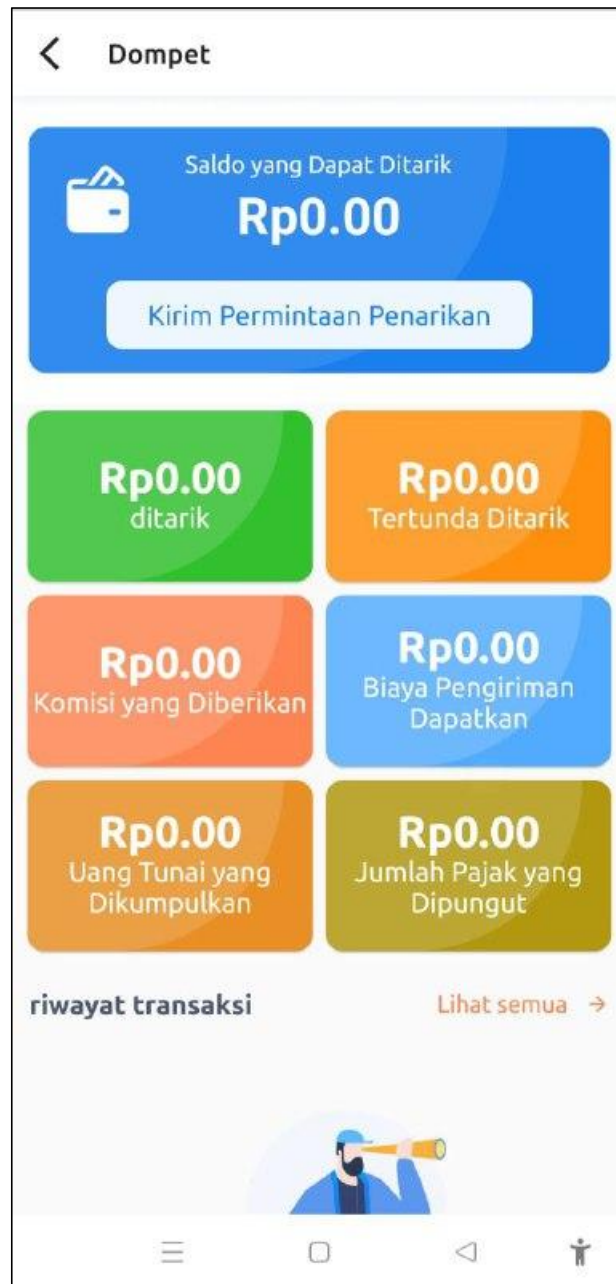 Dompet
Saldo yang Dapat Ditarik
Rp0.00
Kirim Permintaan Penarikan
Rp0.00
ditarik
Rp0.00
Tertunda Ditarik
Rp0.00
Komisi yang Diberikan
Rp0.00
Biaya Pengiriman
Dapatkan
Rp0.00
Uang Tunai yang
Dikumpulkan
Rp0.00
Jumlah Pajak yang
Dipungut
riwayat transaksi
Lihat semua